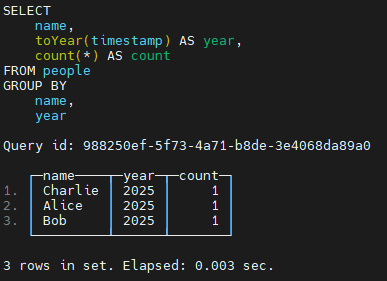 SELECT
    name,
    toYear(timestamp) AS year,
    count(*) AS count
FROM people
GROUP BY
    name,
    year
Query id: 988250ef-5f73-4a71-b8de-3e4068da89a0
   ┌─name────┬─year─┬─count─┐
1. │ Charlie │ 2025 │     1 │
2. │ Alice   │ 2025 │     1 │
3. │ Bob     │ 2025 │     1 │
   └─────────┴──────┴───────┘
3 rows in set. Elapsed: 0.003 sec.